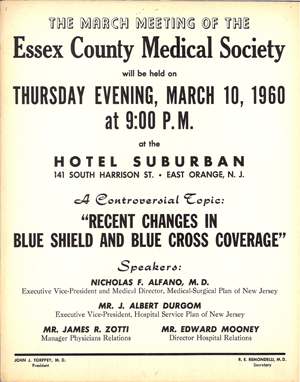 THE MARCH MEETING OF THE
Essex County Medical Society
will be held on
THURSDAY EVENING, MARCH 10, 1960
at 9:00 P.M.
at the
HOTEL SUBURBAN
141 SOUTH HARRISON ST. • EAST ORANGE, N. J.
A Controversial Topic:
"RECENT CHANGES IN
BLUE SHIELD AND BLUE CROSS COVERAGE"
Speakers:
NICHOLAS F. ALFANO, M. D.
Executive Vice-President and Medical Director, Medical-Surgical Plan of New Jersey
MR. J. ALBERT DURGOM
Executive Vice-President, Hospital Service Plan of New Jersey
MR. JAMES R. ZOTTI MR. EDWARD MOONEY
Manager Physicians Relations Director Hospital Relations
JOHN J. TORPPEY, M. D. R. E. REMONDELLI, M.D.
President Secretary